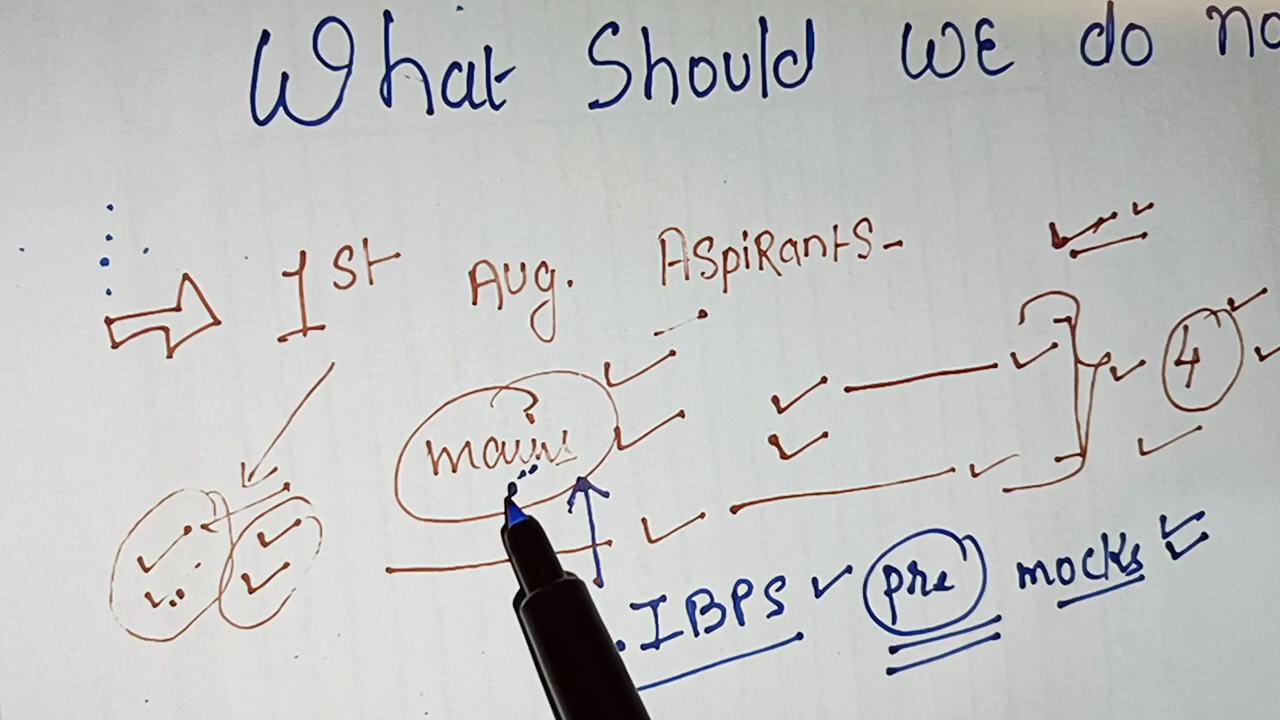 What Should WE do no
1st Aug. AspiRants-
mains
4
. IBPS ✓ pre mocks